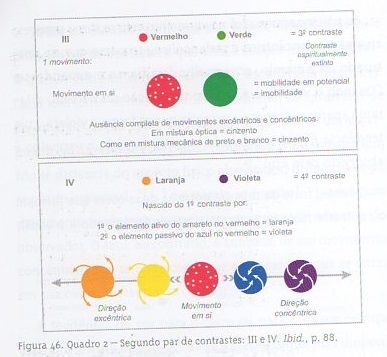 III
Vermelho
Verde
= 3º contraste
Contraste
espiritualmente
extinto
1 movimento:
Movimento em si
= mobilidade em potencial
= imobilidade
Ausência completa de movimentos excêntricos e concêntricos.
Em mistura óptica = cinzento
Como em mistura mecânica de preto e branco = cinzento
IV
Laranja
Violeta
= 4º contraste
Nascido do 1º contraste por:
1º o elemento ativo do amarelo no vermelho = laranja
2º o elemento passivo do azul no vermelho = violeta
Direção
excêntrica
Movimento
em si
Direção
concêntrica
Figura 46. Quadro 2 — Segundo par de contrastes: III e IV. Ibid., p. 88.